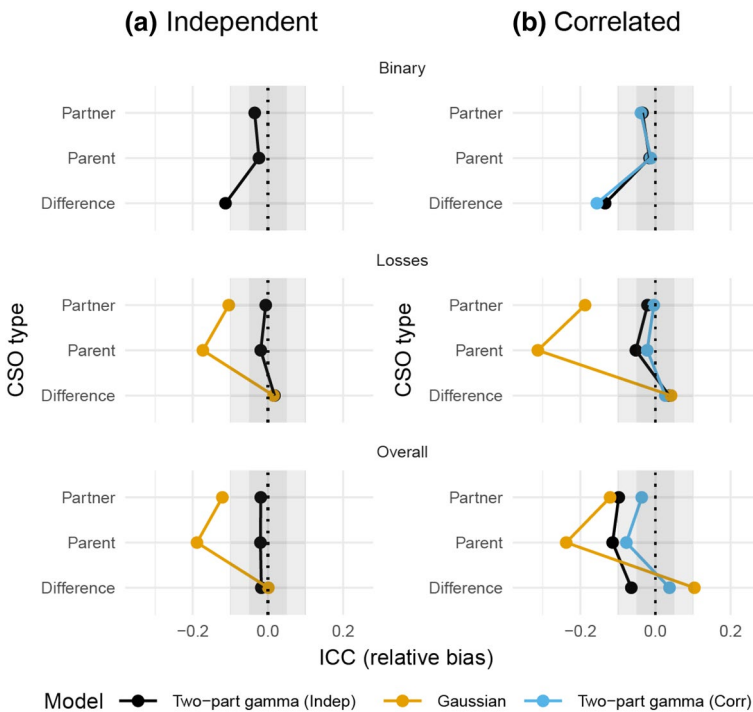 (a) Independent
(b) Correlated
Binary
Partner
Parent
Difference
Partner
Parent
Difference
Losses
Partner
Parent
Difference
Partner
Parent
Difference
Overall
Partner
Parent
Difference
Partner
Parent
Difference
CSO type
CSO type
−0.2 0.0 0.2
−0.2 0.0 0.2
ICC (relative bias)
Model Two-part gamma (Indep) Gaussian Two-part gamma (Corr)